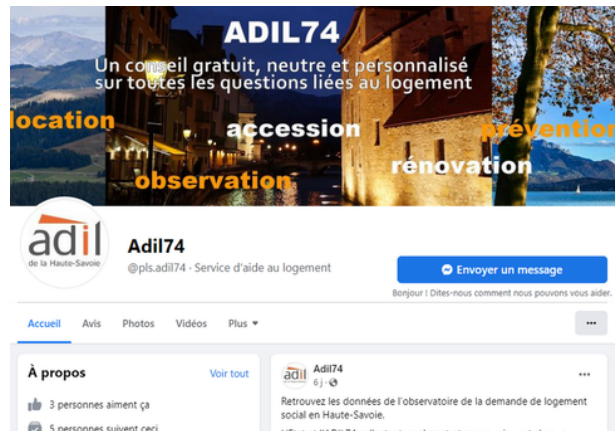 ADIL74
Un conseil gratuit, neutre et personnalisé
sur toutes les questions liées au logement
location
accession
prévention
rénovation
observation
adil
de la Haute-Savoie
Adil74
@pls.adil74 · Service d'aide au logement
Envoyer un message
Bonjour ! Dites-nous comment nous pouvons vous aider.
Accueil Avis Photos Vidéos Plus
À propos
Voir tout
3 personnes aiment ça
5 personnes suivent ceci
adil
Adil74
6 j ·
Retrouvez les données de l'observatoire de la demande de logement
social en Haute-Savoie.